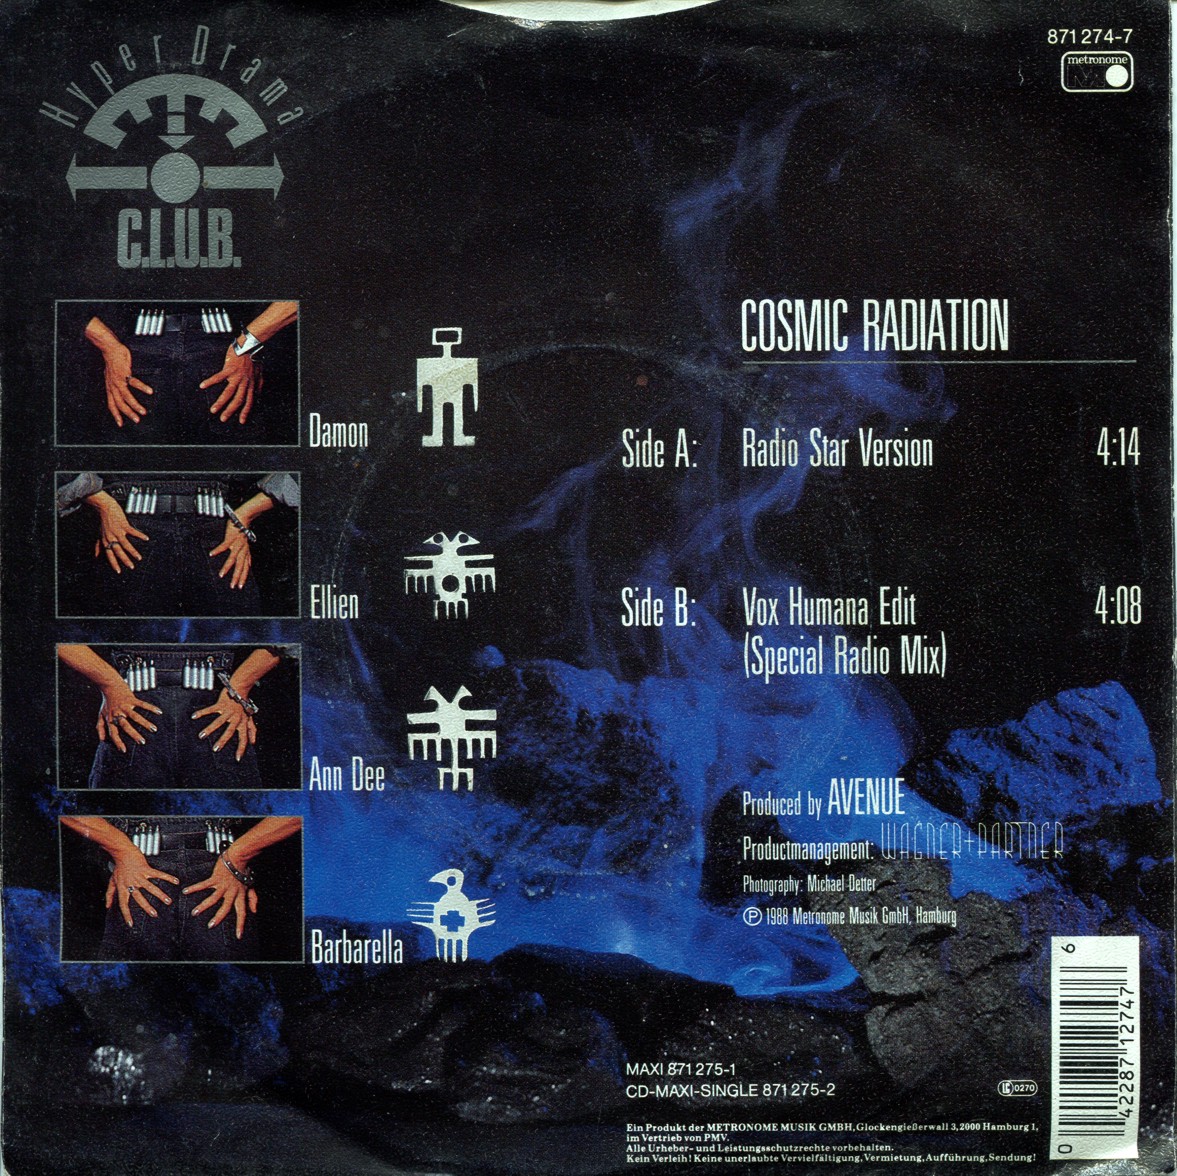 Hyper Drama
C.L.U.B.
871 274-7
metronome
Damon
Ellien
Ann Dee
Barbarella
COSMIC RADIATION
Side A: Radio Star Version 4:14
Side B: Vox Humana Edit 4:08
(Special Radio Mix)
Produced by AVENUE
Productmanagement: WAGNER+PARTNER
Photography: Michael Detter
Ⓟ 1988 Metronome Musik GmbH, Hamburg
MAXI 871 275-1
CD-MAXI-SINGLE 871 275-2
LC 0270
Ein Produkt der METRONOME MUSIK GMBH, Glockengießerwall 3, 2000 Hamburg 1,
im Vertrieb von PMV.
Alle Urheber- und Leistungsschutzrechte vorbehalten.
Kein Verleih! Keine unerlaubte Vervielfältigung, Vermietung, Aufführung, Sendung!
0 42287 12747 6